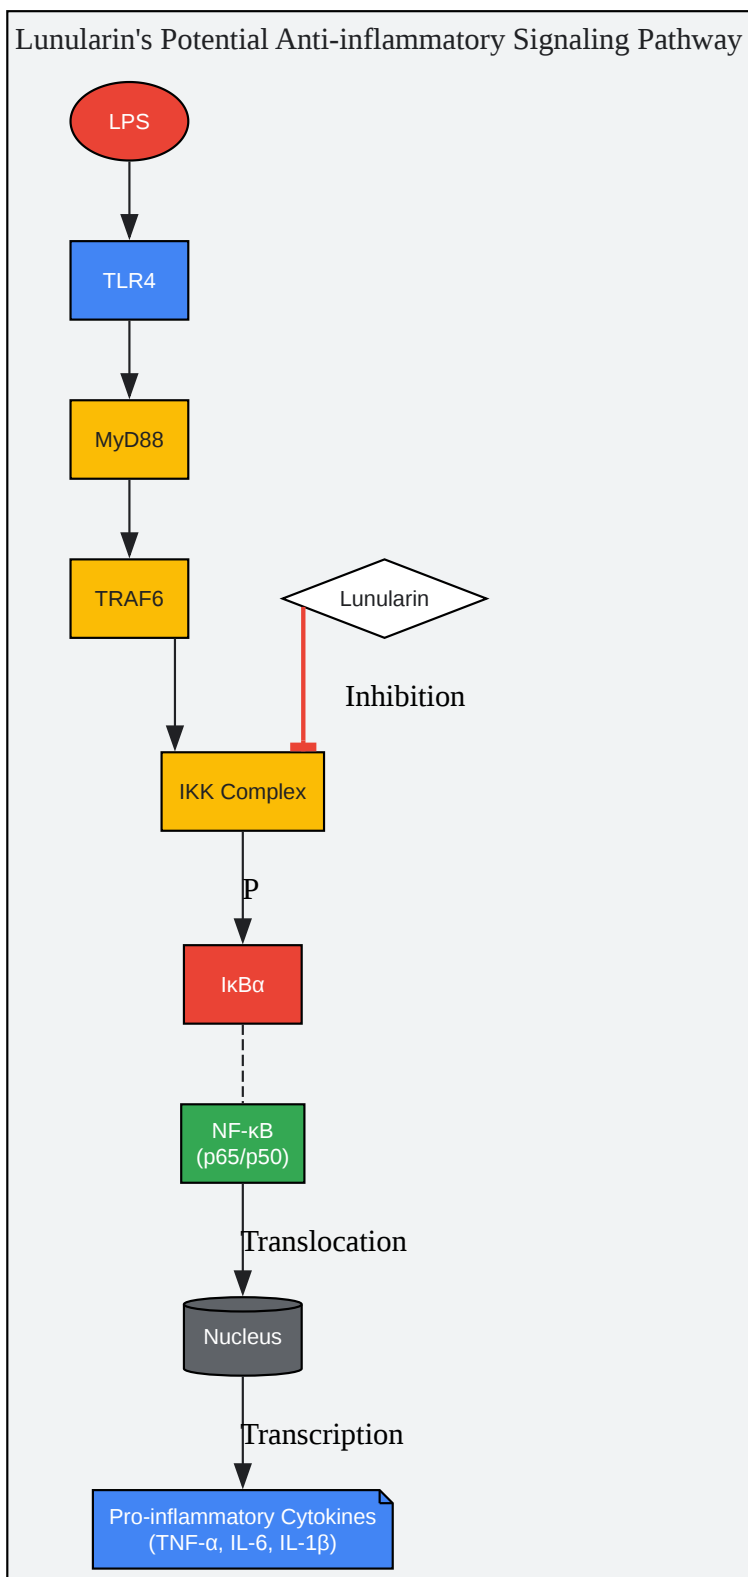 Lunularin's Potential Anti-inflammatory Signaling Pathway
LPS
TLR4
MyD88
TRAF6
Lunularin
Inhibition
IKK Complex
P
IκBα
NF-κB
(p65/p50)
Translocation
Nucleus
Transcription
Pro-inflammatory Cytokines
(TNF-α, IL-6, IL-1β)